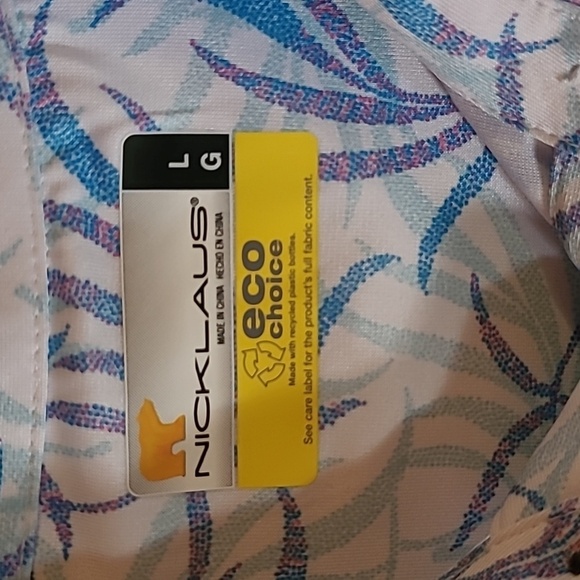 L
G
NICKLAUS®
MADE IN CHINA HECHO EN CHINA
eco
choice
Made with recycled plastic bottles.
See care label for the product's full fabric content.